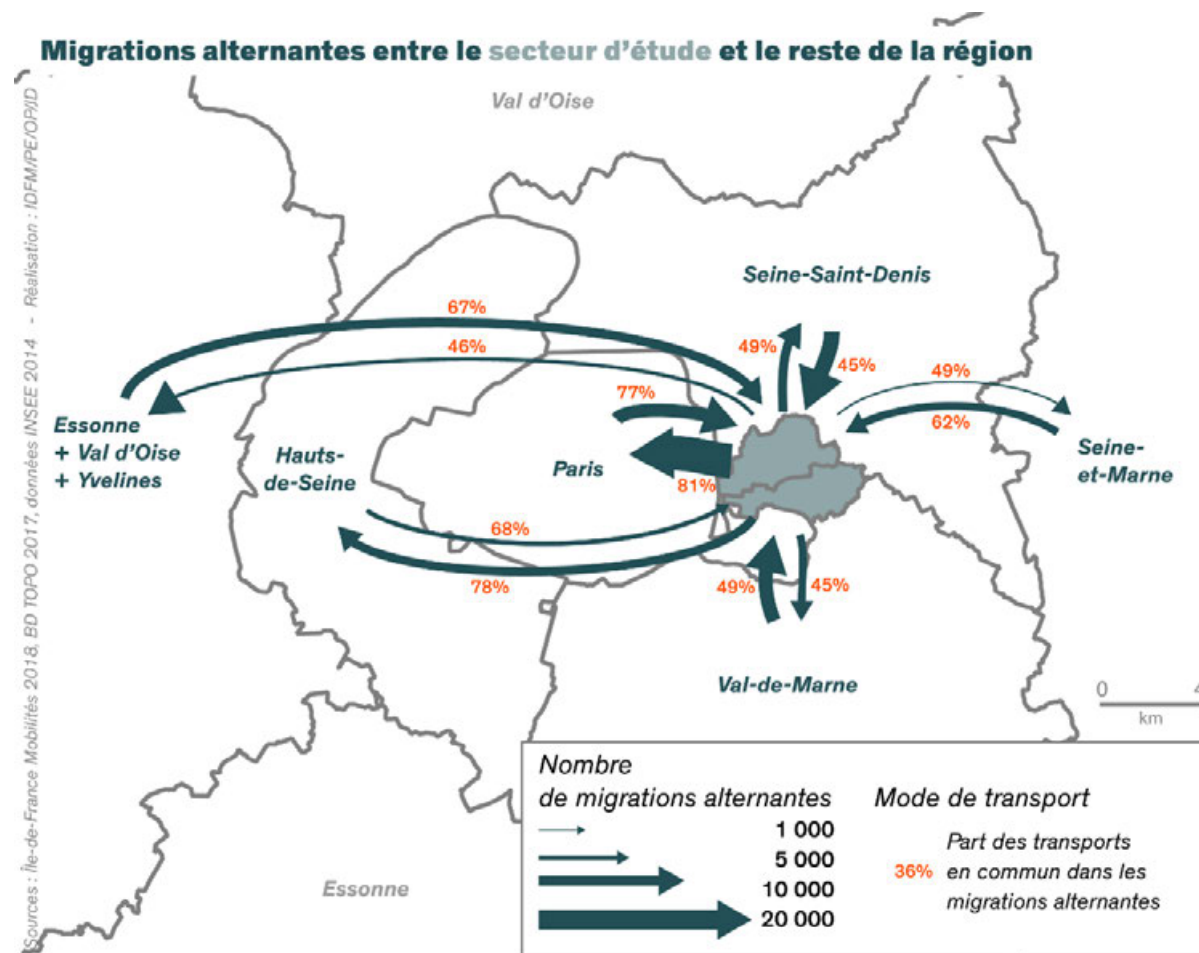 Migrations alternantes entre le secteur d'étude et le reste de la région
Val d'Oise
Sources : Île-de-France Mobilités 2018, BD TOPO 2017, données INSEE 2014 - Réalisation : IDFM/PE/OP/JD
Seine-Saint-Denis
67%
46%
49%
45%
49%
77%
62%
Essonne
+ Val d'Oise
+ Yvelines
Hauts-
de-Seine
Paris
81%
Seine-
et-Marne
68%
78%
49%
45%
Val-de-Marne
0 4
km
Essonne
Nombre
de migrations alternantes
1 000
5 000
10 000
20 000
Mode de transport
36%
Part des transports
en commun dans les
migrations alternantes